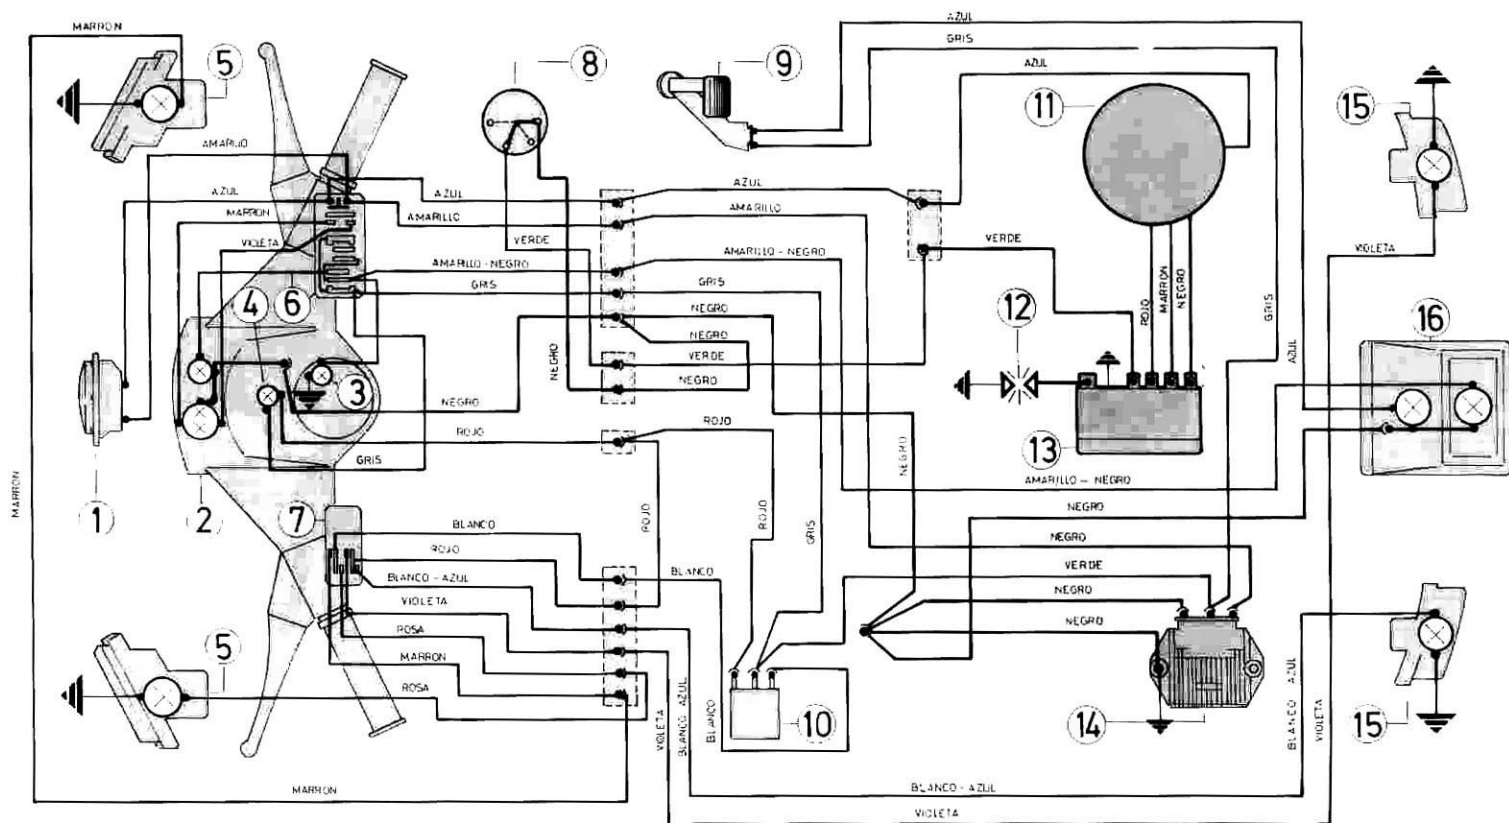 MARRON
5
8
9
AZUL
GRIS
AZUL
11
15
AMARILLO
AZUL
MARRON
VIOLETA
AZUL
AMARILLO
VERDE
AMARILLO - NEGRO
GRIS
6
4
NEGRO
AZUL
AMARILLO
AMARILLO - NEGRO
GRIS
NEGRO
NEGRO
VERDE
NEGRO
VERDE
ROJO
MARRON
NEGRO
12
GRIS
AZUL
VIOLETA
16
3
NEGRO
ROJO
GRIS
ROJO
NEGRO
13
AMARILLO - NEGRO
NEGRO
NEGRO
MARRON
1
2
7
BLANCO
ROJO
BLANCO - AZUL
VIOLETA
ROSA
MARRON
ROSA
ROJO
BLANCO
ROJO
GRIS
VERDE
NEGRO
NEGRO
5
VIOLETA
BLANCO AZUL
BLANCO
10
14
BLANCO AZUL
VIOLETA
15
MARRON
BLANCO - AZUL
VIOLETA